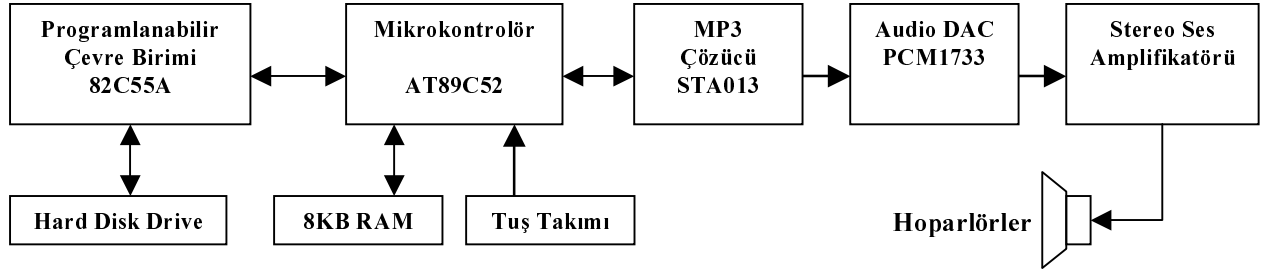 Programlanabilir
Çevre Birimi
82C55A
Mikrokontrolör
AT89C52
MP3
Çözücü
STA013
Audio DAC
PCM1733
Stereo Ses
Amplifikatörü
Hard Disk Drive
8KB RAM
Tuş Takımı
Hoparlörler